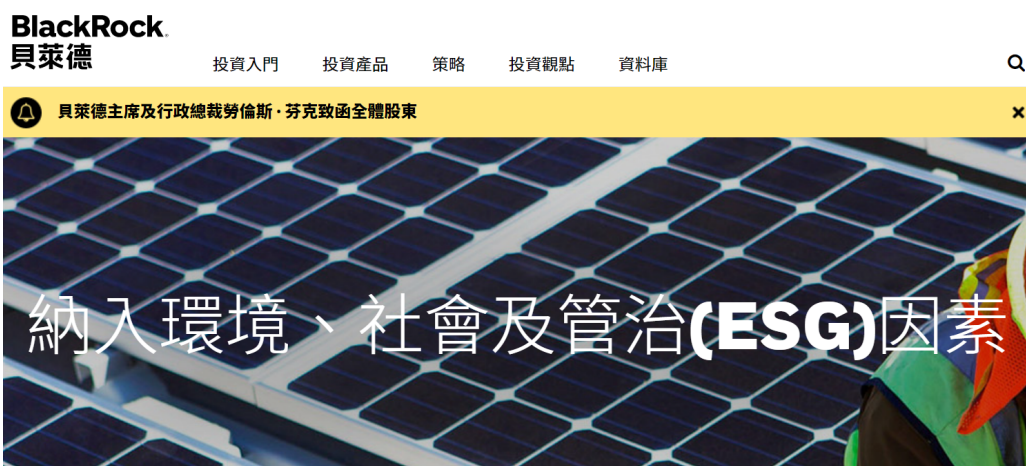 BlackRock.
貝萊德
投資入門 投資產品 策略 投資觀點 資料庫
貝萊德主席及行政總裁勞倫斯·芬克致函全體股東
納入環境、社會及管治(ESG)因素